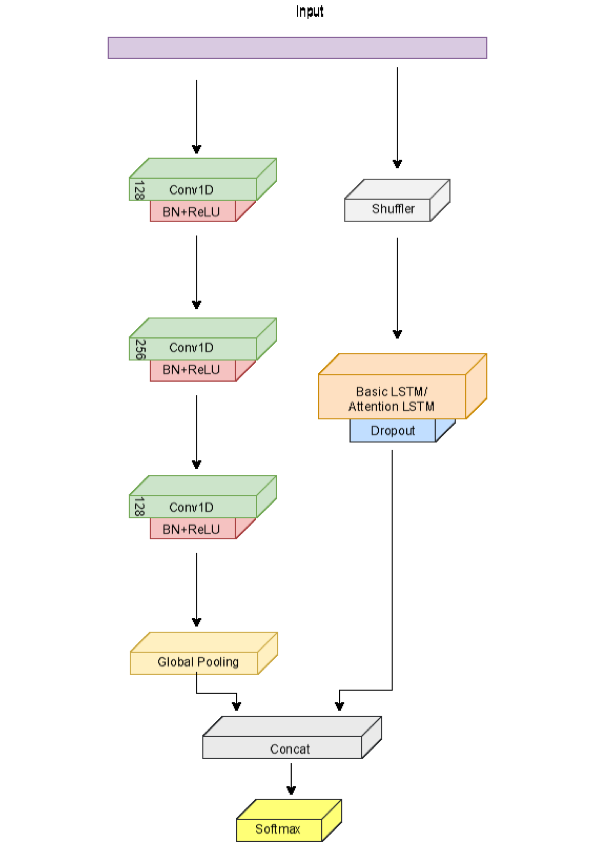 Input
128
Conv1D
BN+ReLU
Shuffler
256
Conv1D
BN+ReLU
Basic LSTM/
Attention LSTM
Dropout
128
Conv1D
BN+ReLU
Global Pooling
Concat
Softmax